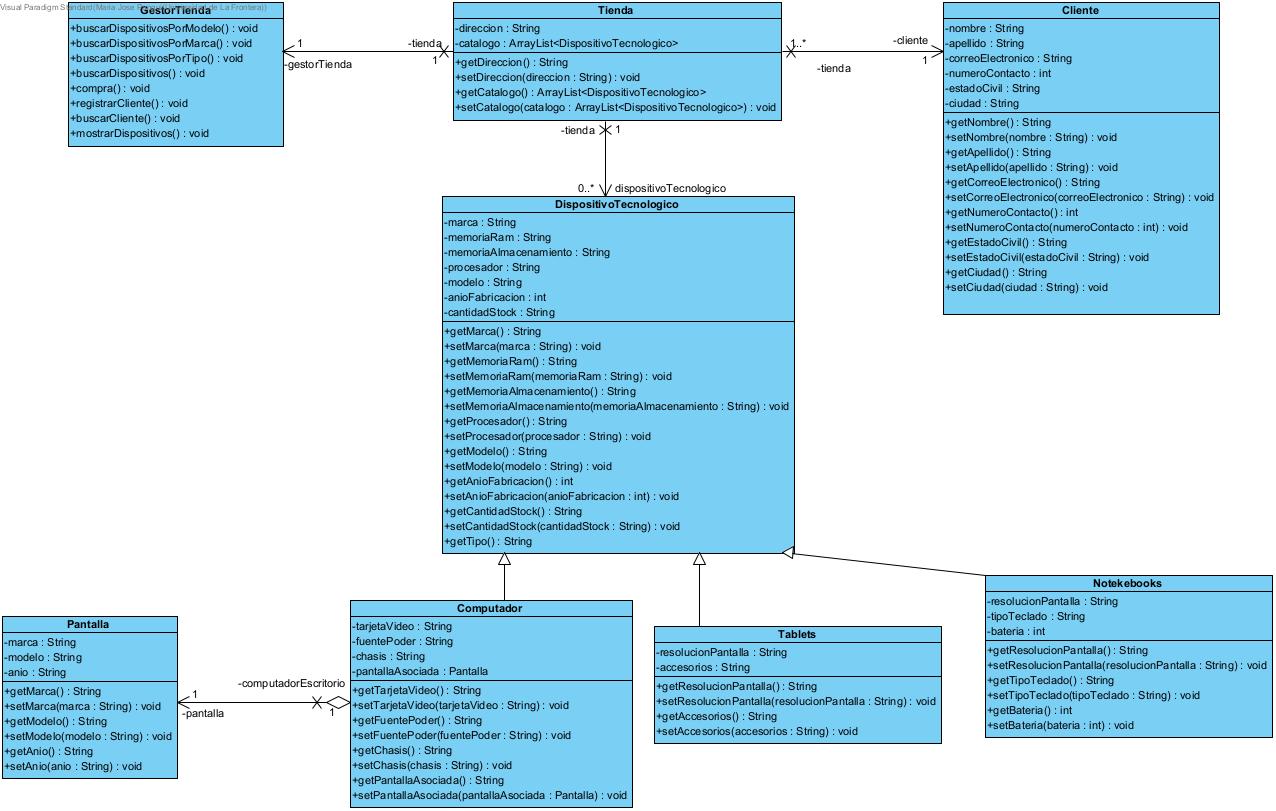 Visual Paradigm Standard(Maria Jose de La Frontera))
GestorTienda
+buscarDispositivosPorModelo() : void
+buscarDispositivosPorMarca() : void
+buscarDispositivosPorTipo() : void
+buscarDispositivos() : void
+compra() : void
+registrarCliente() : void
+buscarCliente() : void
+mostrarDispositivos() : void
1
-gestorTienda
-tienda
1
Tienda
-direccion : String
-catalogo : ArrayList<DispositivoTecnologico>
+getDireccion() : String
+setDireccion(direccion : String) : void
+getCatalogo() : ArrayList<DispositivoTecnologico>
+setCatalogo(catalogo : ArrayList<DispositivoTecnologico>) : void
1..*
-tienda
-cliente
1
Cliente
-nombre : String
-apellido : String
-correoElectronico : String
-numeroContacto : int
-estadoCivil : String
-ciudad : String
+getNombre() : String
+setNombre(nombre : String) : void
+getApellido() : String
+setApellido(apellido : String) : void
+getCorreoElectronico() : String
+setCorreoElectronico(correoElectronico : String) : void
+getNumeroContacto() : int
+setNumeroContacto(numeroContacto : int) : void
+getEstadoCivil() : String
+setEstadoCivil(estadoCivil : String) : void
+getCiudad() : String
+setCiudad(ciudad : String) : void
-tienda
1
0..*
dispositivoTecnologico
DispositivoTecnologico
-marca : String
-memoriaRam : String
-memoriaAlmacenamiento : String
-procesador : String
-modelo : String
-anioFabricacion : int
-cantidadStock : String
+getMarca() : String
+setMarca(marca : String) : void
+getMemoriaRam() : String
+setMemoriaRam(memoriaRam : String) : void
+getMemoriaAlmacenamiento() : String
+setMemoriaAlmacenamiento(memoriaAlmacenamiento : String) : void
+getProcesador() : String
+setProcesador(procesador : String) : void
+getModelo() : String
+setModelo(modelo : String) : void
+getAnioFabricacion() : int
+setAnioFabricacion(anioFabricacion : int) : void
+getCantidadStock() : String
+setCantidadStock(cantidadStock : String) : void
+getTipo() : String
Pantalla
-marca : String
-modelo : String
-anio : String
+getMarca() : String
+setMarca(marca : String) : void
+getModelo() : String
+setModelo(modelo : String) : void
+getAnio() : String
+setAnio(anio : String) : void
1
-pantalla
-computadorEscritorio
1
Computador
-tarjetaVideo : String
-fuentePoder : String
-chasis : String
-pantallaAsociada : Pantalla
+getTarjetaVideo() : String
+setTarjetaVideo(tarjetaVideo : String) : void
+getFuentePoder() : String
+setFuentePoder(fuentePoder : String) : void
+getChasis() : String
+setChasis(chasis : String) : void
+getPantallaAsociada() : String
+setPantallaAsociada(pantallaAsociada : Pantalla) : void
Tablets
-resolucionPantalla : String
-accesorios : String
+getResolucionPantalla() : String
+setResolucionPantalla(resolucionPantalla : String) : void
+getAccesorios() : String
+setAccesorios(accesorios : String) : void
Notekebooks
-resolucionPantalla : String
-tipoTeclado : String
-bateria : int
+getResolucionPantalla() : String
+setResolucionPantalla(resolucionPantalla : String) : void
+getTipoTeclado() : String
+setTipoTeclado(tipoTeclado : String) : void
+getBateria() : int
+setBateria(bateria : int) : void